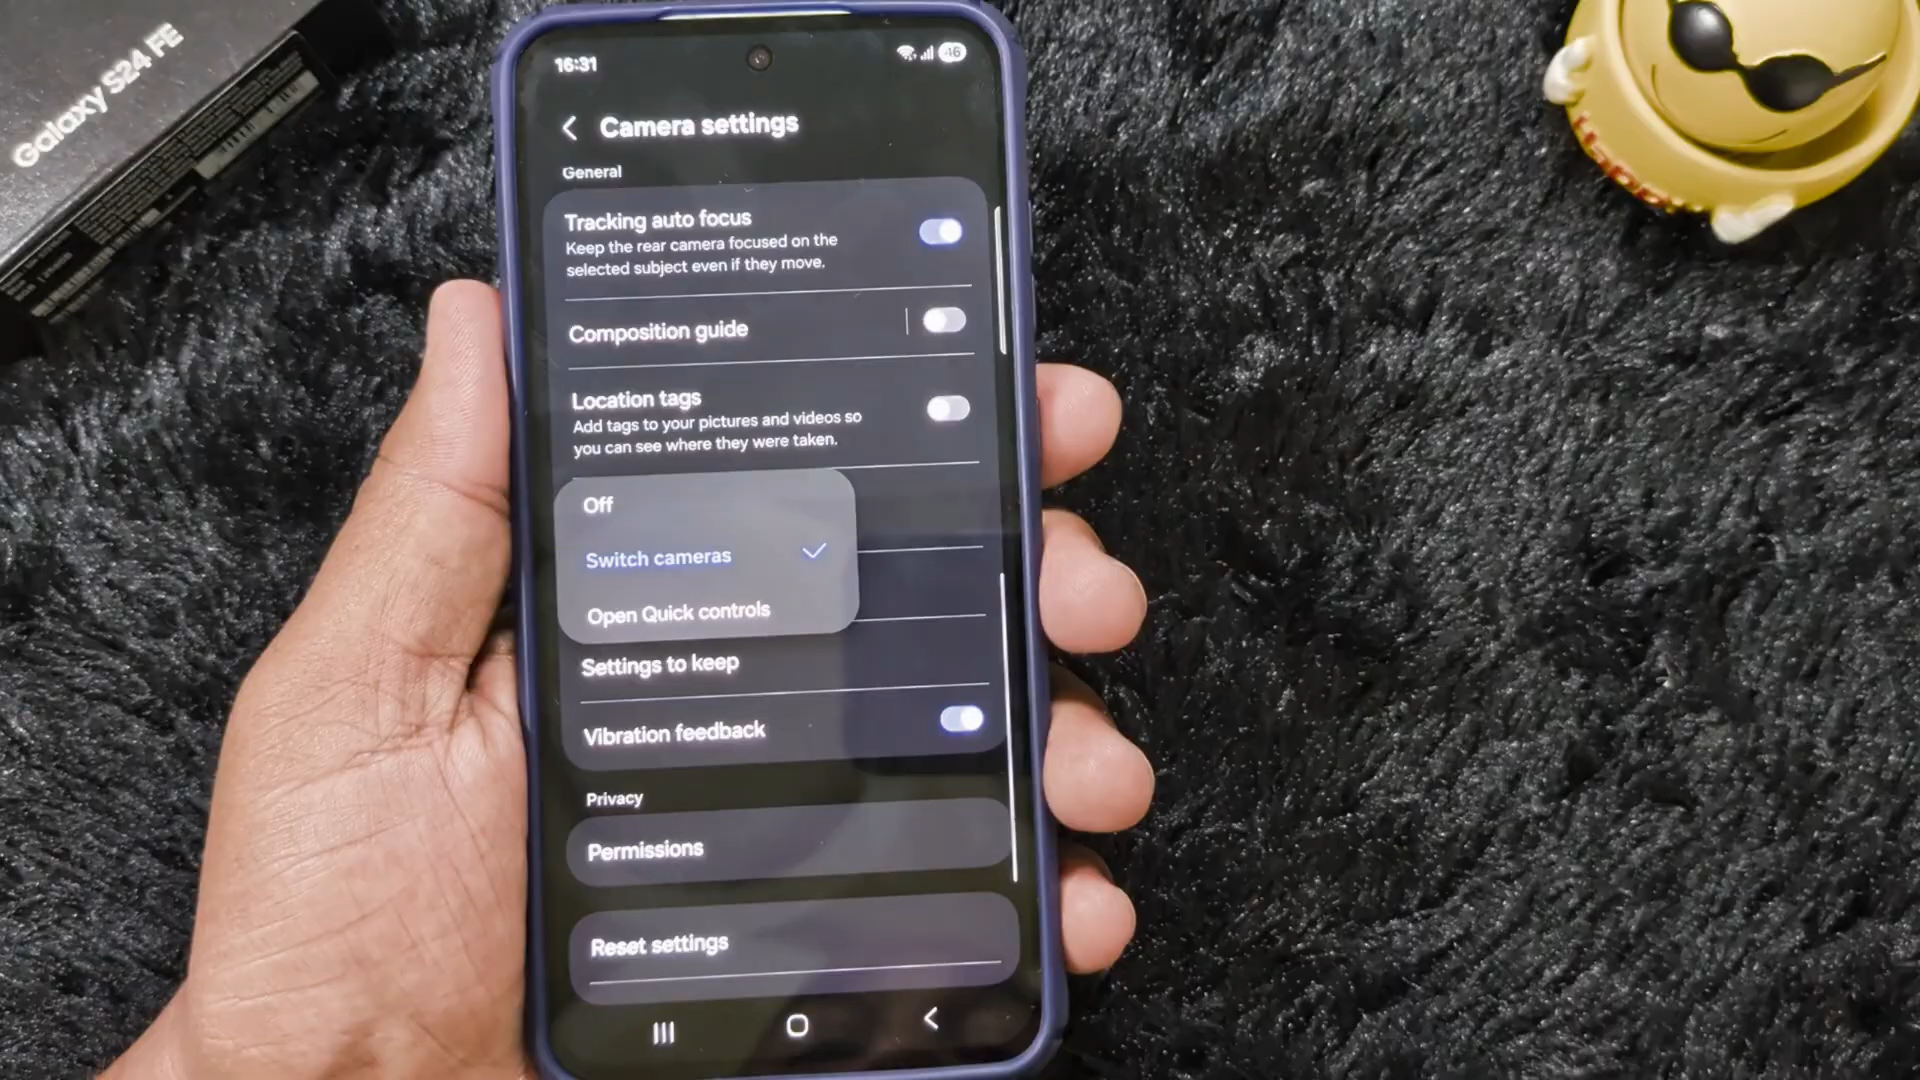 Galaxy S24 FE
16:31
46
Camera settings
General
Tracking auto focus
Keep the rear camera focused on the
selected subject even if they move.
Composition guide
Location tags
Add tags to your pictures and videos so
you can see where they were taken.
Off
Switch cameras
Open Quick controls
Settings to keep
Vibration feedback
Privacy
Permissions
Reset settings